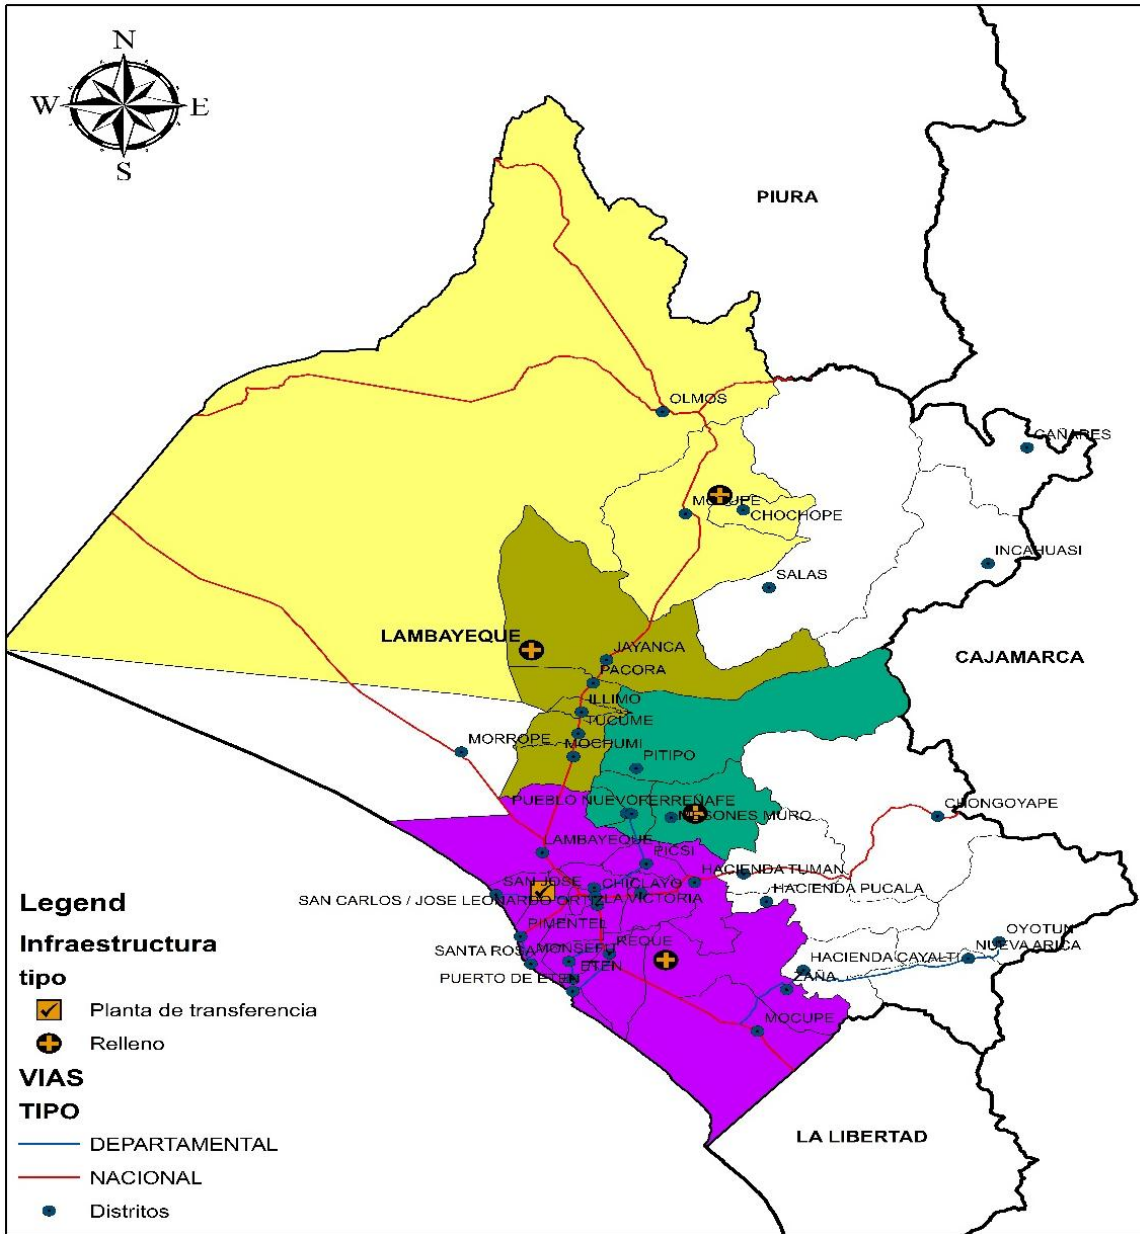 N
W E
S
PIURA
OLMOS
CAÑARES
MOTUPE
CHOCHOPE
INCAHUASI
SALAS
LAMBAYEQUE
JAYANCA
CAJAMARCA
PACORA
ILLIMO
TUCUME
MORROPE
MOCHUMI
PITIPO
PUEBLO NUEVO
FERREÑAFE
CHONGOYAPE
MESONES MURO
LAMBAYEQUE
PICSI
HACIENDA TUMAN
SAN JOSE
CHICLAYO
HACIENDA PUCALA
SAN CARLOS / JOSE LEONARDO ORTIZ
LA VICTORIA
PIMENTEL
OYOTUN
NUEVA ARICA
SANTA ROSA
MONSEFU
REQUE
HACIENDA CAYALTI
ETEN
PUERTO DE ETEN
ZAÑA
MOCUPE
LA LIBERTAD
Legend
Infraestructura
tipo
Planta de transferencia
Relleno
VIAS
TIPO
DEPARTAMENTAL
NACIONAL
Distritos